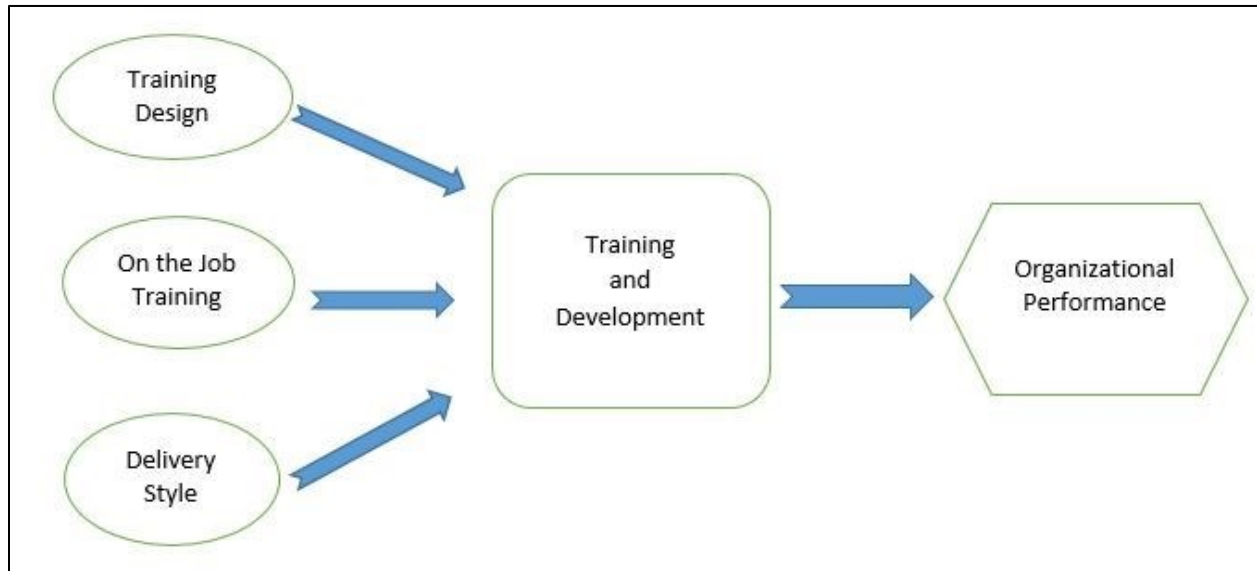 Training
Design
On the Job
Training
Delivery
Style
Training
and
Development
Organizational
Performance